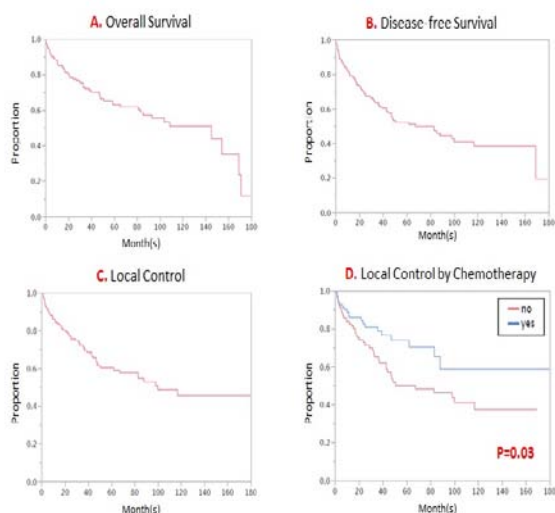 A. Overall Survival
1.0
0.8
0.6
0.4
0.2
0.0
Proportion
0 20 40 60 80 100 120 140 160 180
Month(s)
B. Disease-free Survival
1.0
0.8
0.6
0.4
0.2
0.0
Proportion
0 20 40 60 80 100 120 140 160 180
Month(s)
C. Local Control
1.0
0.8
0.6
0.4
0.2
0.0
Proportion
0 20 40 60 80 100 120 140 160 180
Month(s)
D. Local Control by Chemotherapy
1.0
0.8
0.6
0.4
0.2
0.0
Proportion
no
yes
P=0.03
0 20 40 60 80 100 120 140 160 180
Month(s)